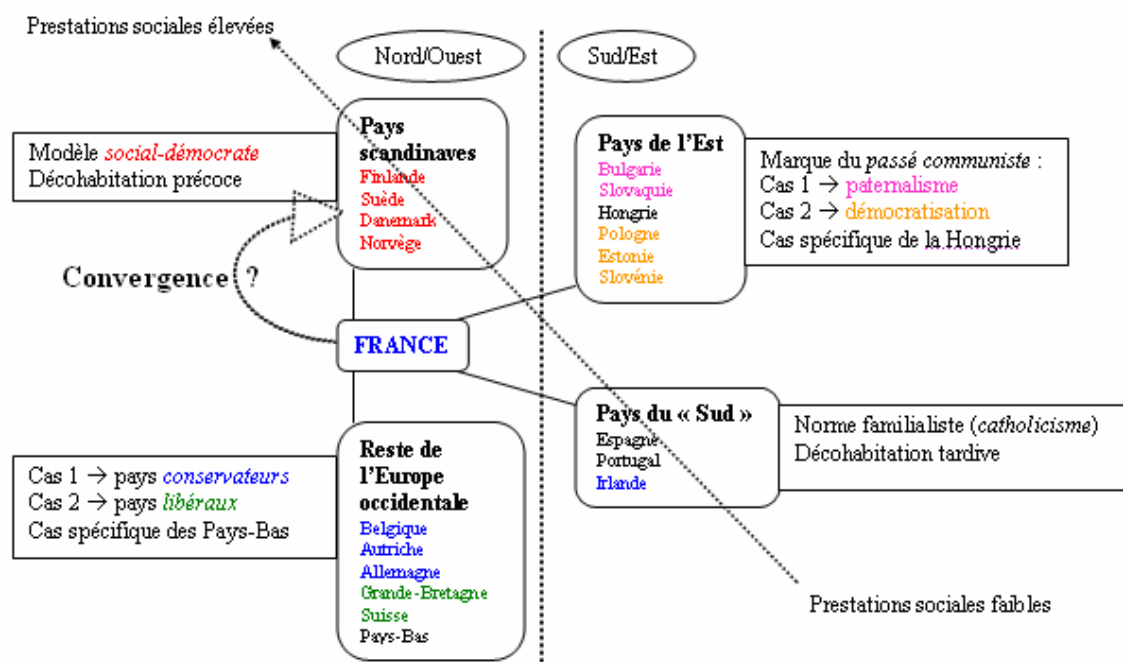 Prestations sociales élevées
Nord/Ouest
Sud/Est
Modèle social-démocrate
Décohabitation précoce
Pays
scandinaves
Finlande
Suède
Danemark
Norvège
Pays de l'Est
Bulgarie
Slovaquie
Hongrie
Pologne
Estonie
Slovénie
Marque du passé communiste :
Cas 1 → paternalisme
Cas 2 → démocratisation
Cas spécifique de la Hongrie
Convergence ?
FRANCE
Cas 1 → pays conservateurs
Cas 2 → pays libéraux
Cas spécifique des Pays-Bas
Reste de
l'Europe
occidentale
Belgique
Autriche
Allemagne
Grande-Bretagne
Suisse
Pays-Bas
Pays du « Sud »
Espagne
Portugal
Irlande
Norme familialiste (catholicisme)
Décohabitation tardive
Prestations sociales faibles